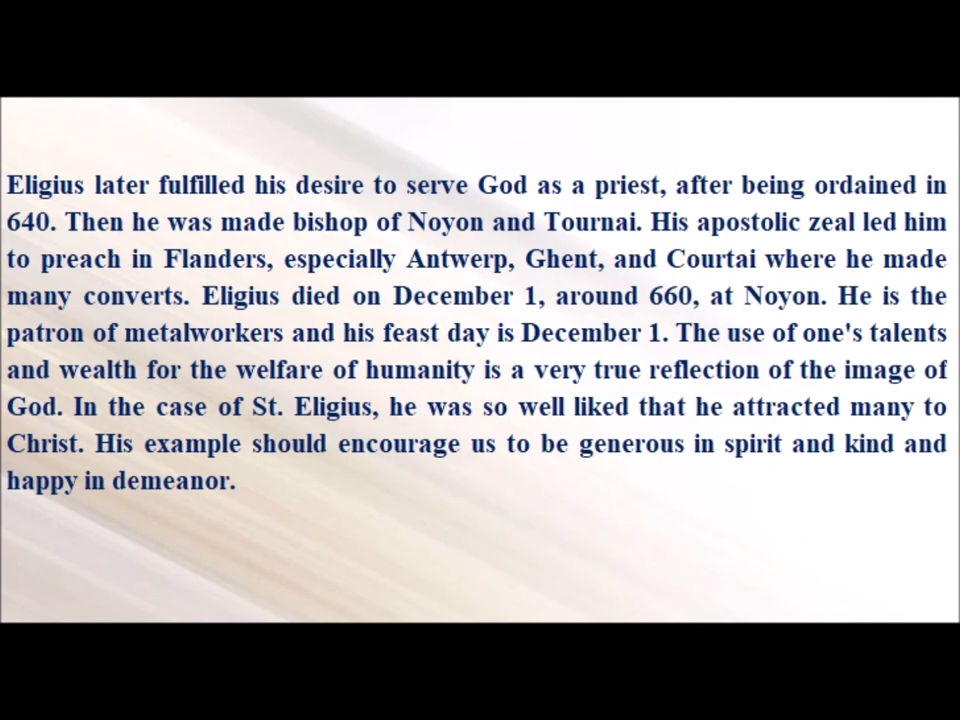 Eligius later fulfilled his desire to serve God as a priest, after being ordained in
640. Then he was made bishop of Noyon and Tournai. His apostolic zeal led him
to preach in Flanders, especially Antwerp, Ghent, and Courtai where he made
many converts. Eligius died on December 1, around 660, at Noyon. He is the
patron of metalworkers and his feast day is December 1. The use of one's talents
and wealth for the welfare of humanity is a very true reflection of the image of
God. In the case of St. Eligius, he was so well liked that he attracted many to
Christ. His example should encourage us to be generous in spirit and kind and
happy in demeanor.